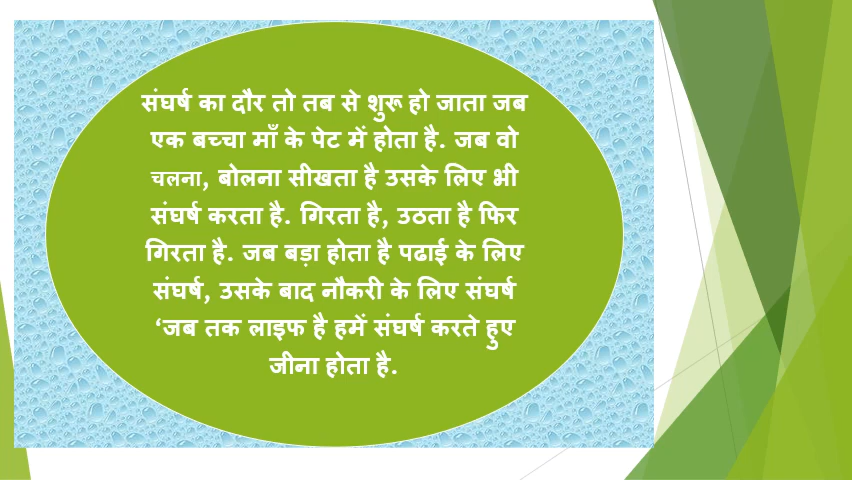 संघर्ष का दौर तो तब से शुरू हो जाता जब
एक बच्चा माँ के पेट में होता है. जब वो
चलना, बोलना सीखता है उसके लिए भी
संघर्ष करता है. गिरता है, उठता है फिर
गिरता है. जब बड़ा होता है पढाई के लिए
संघर्ष, उसके बाद नौकरी के लिए संघर्ष
‘जब तक लाइफ है हमें संघर्ष करते हुए
जीना होता है.